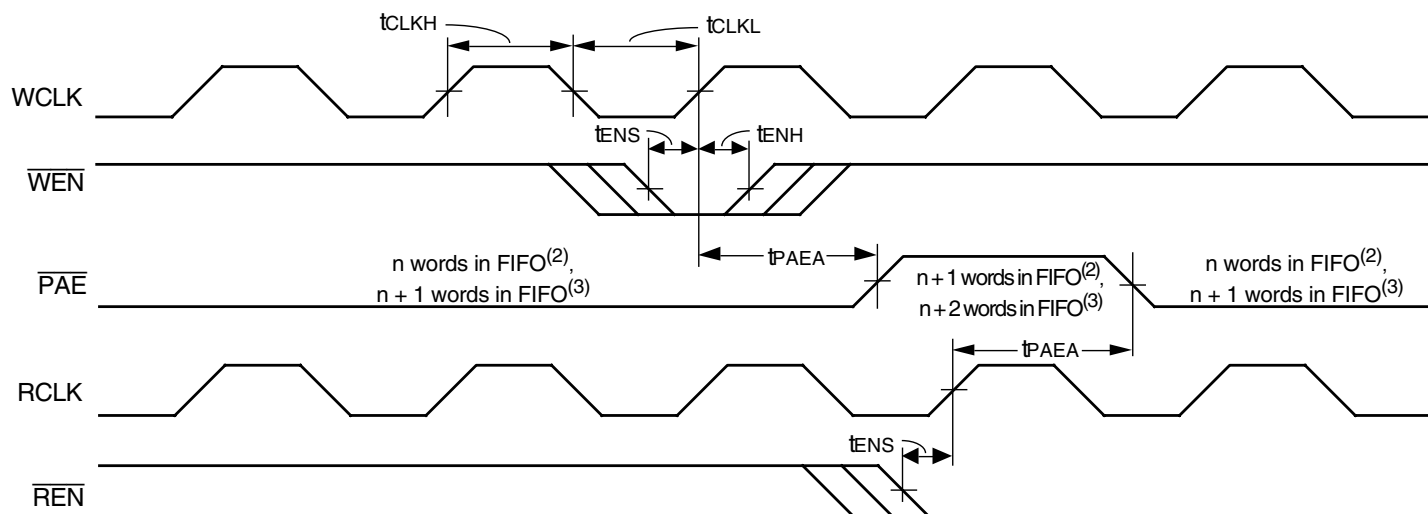 tCLKH
tCLKL
WCLK
tENS
tENH
WEN
tPAEA
PAE
n words in FIFO(2),
n + 1 words in FIFO(3)
n + 1 words in FIFO(2),
n + 2 words in FIFO(3)
n words in FIFO(2),
n + 1 words in FIFO(3)
tPAEA
RCLK
tENS
REN